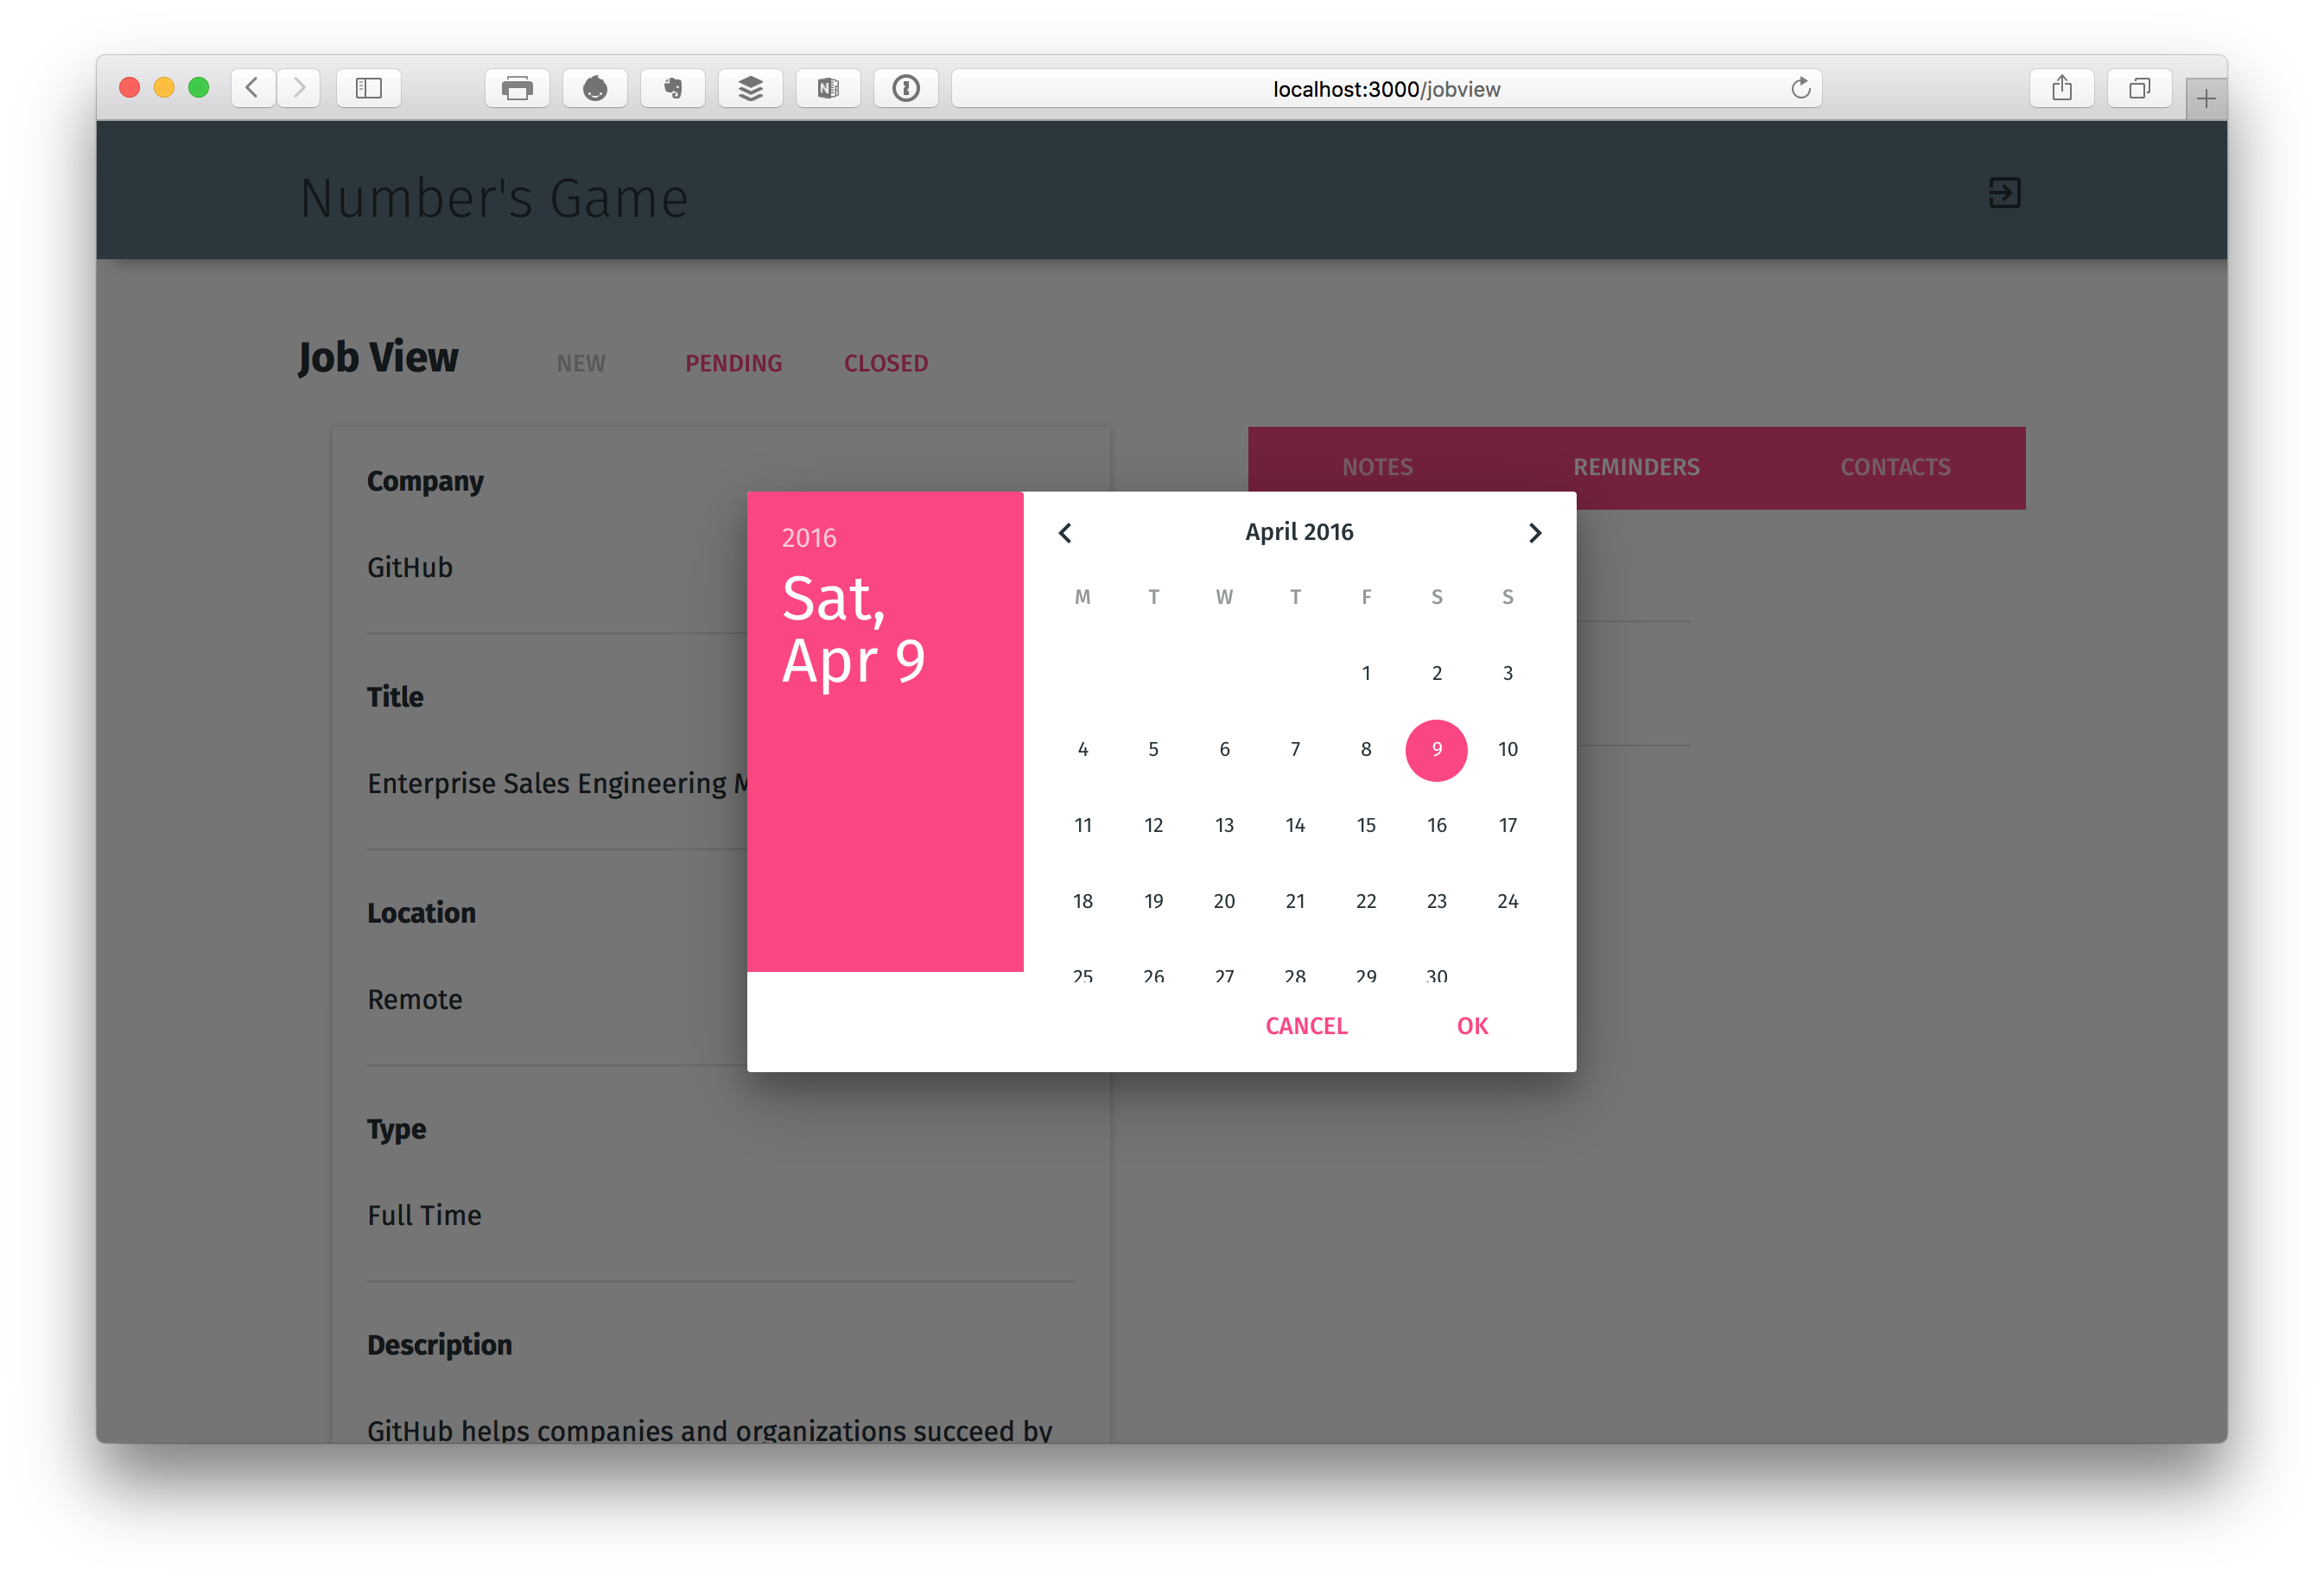 localhost:3000/jobview
Number's Game
Job View NEW PENDING CLOSED
NOTES REMINDERS CONTACTS
Company
GitHub
Title
Enterprise Sales Engineering
Location
Remote
Type
Full Time
Description
GitHub helps companies and organizations succeed by
2016
Sat,
Apr 9
April 2016
M T W T F S S
1 2 3
4 5 6 7 8 9 10
11 12 13 14 15 16 17
18 19 20 21 22 23 24
25 26 27 28 29 30
CANCEL OK